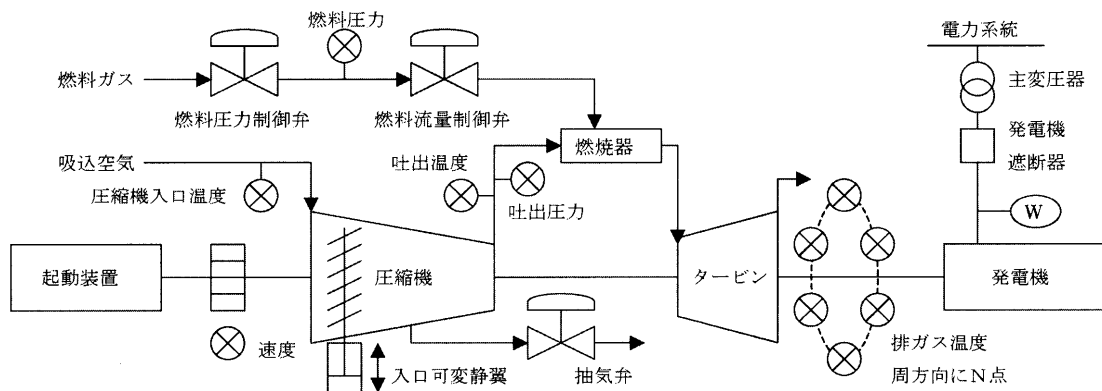 燃料圧力
電力系統
燃料ガス
主変圧器
燃料圧力制御弁
燃料流量制御弁
発電機
遮断器
燃焼器
吸込空気
吐出温度
圧縮機入口温度
吐出圧力
W
起動装置
圧縮機
タービン
発電機
速度
入口可変静翼
抽気弁
排ガス温度
周方向にN点